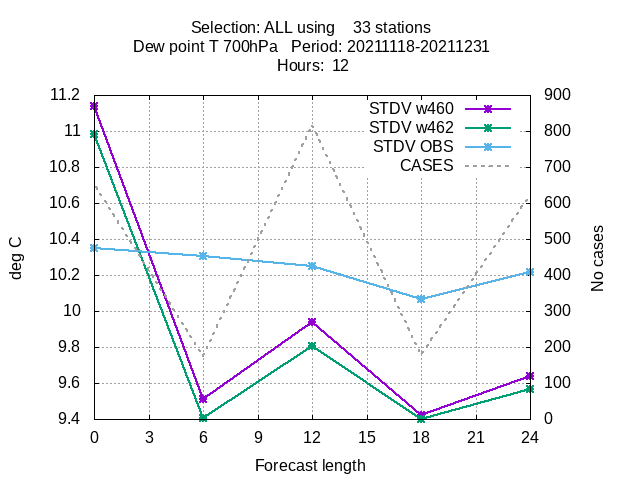 Selection: ALL using    33 stations
Dew point T 700hPa   Period: 20211118-20211231
Hours:  12
11.2
11
10.8
10.6
10.4
10.2
10
9.8
9.6
9.4
900
800
700
600
500
400
300
200
100
0
STDV w460
STDV w462
STDV OBS
CASES
deg C
No cases
0 3 6 9 12 15 18 21 24
Forecast length